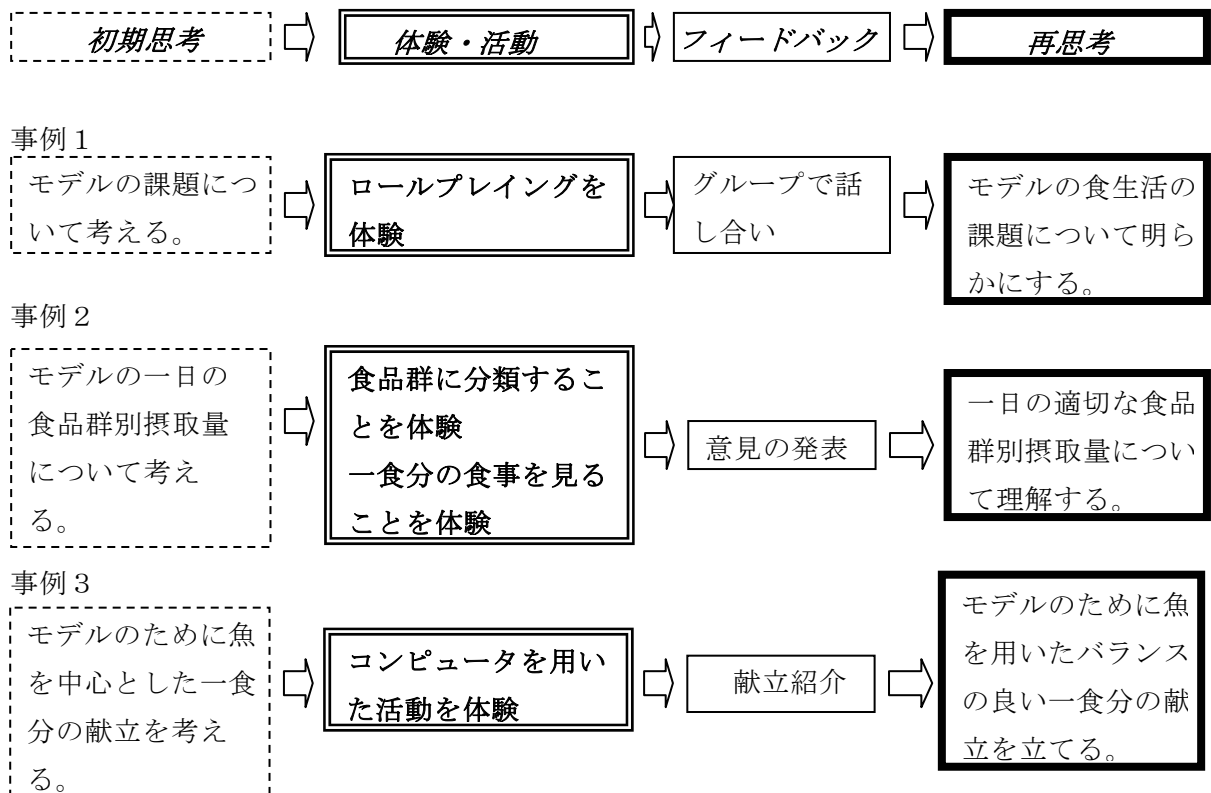 初期思考
体験・活動
フィードバック
再思考
事例1
モデルの課題につ
いて考える。
ロールプレイングを
体験
グループで話
し合い
モデルの食生活の
課題について明ら
かにする。
事例2
モデルの一日の
食品群別摂取量
について考え
る。
食品群に分類するこ
とを体験
一食分の食事を見る
ことを体験
意見の発表
一日の適切な食品
群別摂取量につい
て理解する。
事例3
モデルのために魚
を中心とした一食
分の献立を考え
る。
コンピュータを用い
た活動を体験
献立紹介
モデルのために魚
を用いたバランス
の良い一食分の献
立を立てる。